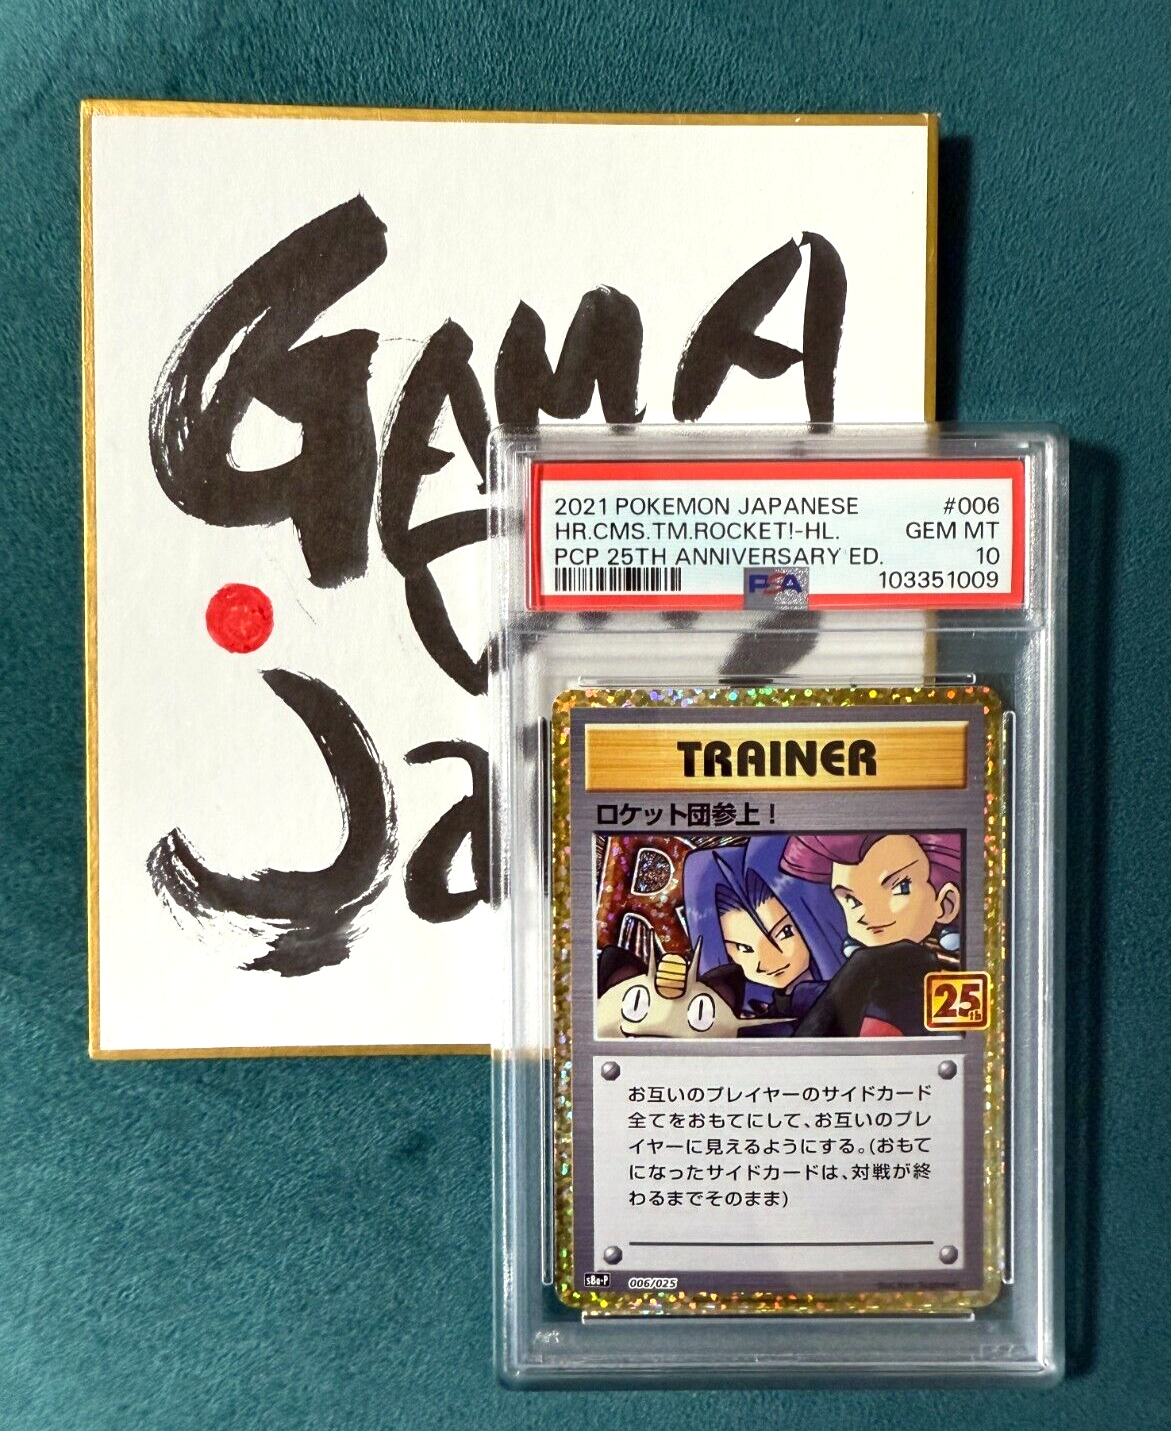 GEMA
2021 POKEMON JAPANESE #006
HR.CMS.TM.ROCKET!-HL. GEM MT
PCP 25TH ANNIVERSARY ED. 10
PSA 103351009
TRAINER
ロケット団参上!
25th
お互いのプレイヤーのサイドカード
全てをおもてにして、お互いのプレ
イヤーに見えるようにする。(おもて
になったサイドカードは、対戦が終
わるまでそのまま)
s8a-P 006/025